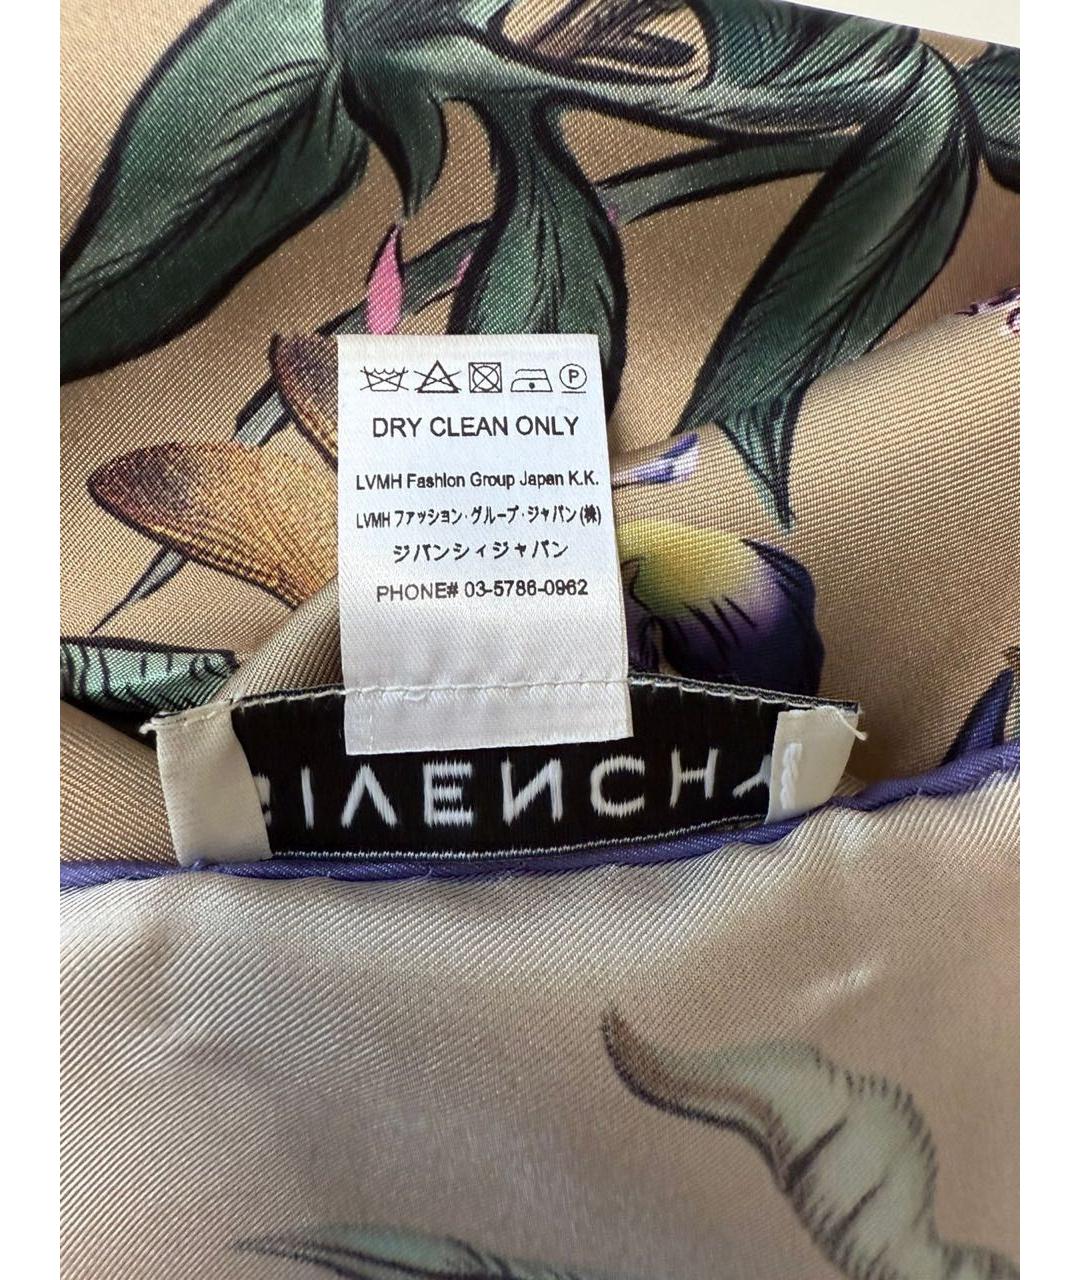 P
DRY CLEAN ONLY
LVMH Fashion Group Japan K.K.
LVMH ファッション・グループ・ジャパン(株)
ジバンシィジャパン
PHONE# 03-5786-0962
GIVENCHY